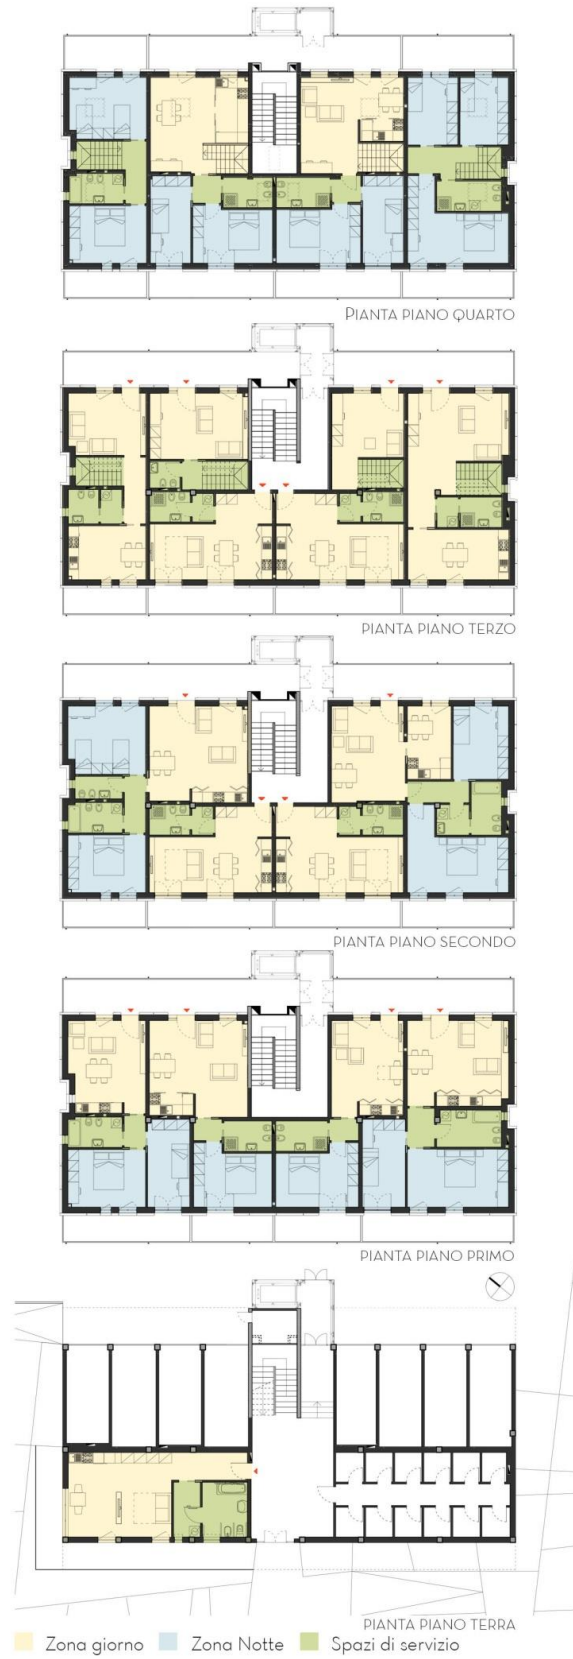 PIANTA PIANO QUARTO
PIANTA PIANO TERZO
PIANTA PIANO SECONDO
PIANTA PIANO PRIMO
PIANTA PIANO TERRA
Zona giorno Zona Notte Spazi di servizio